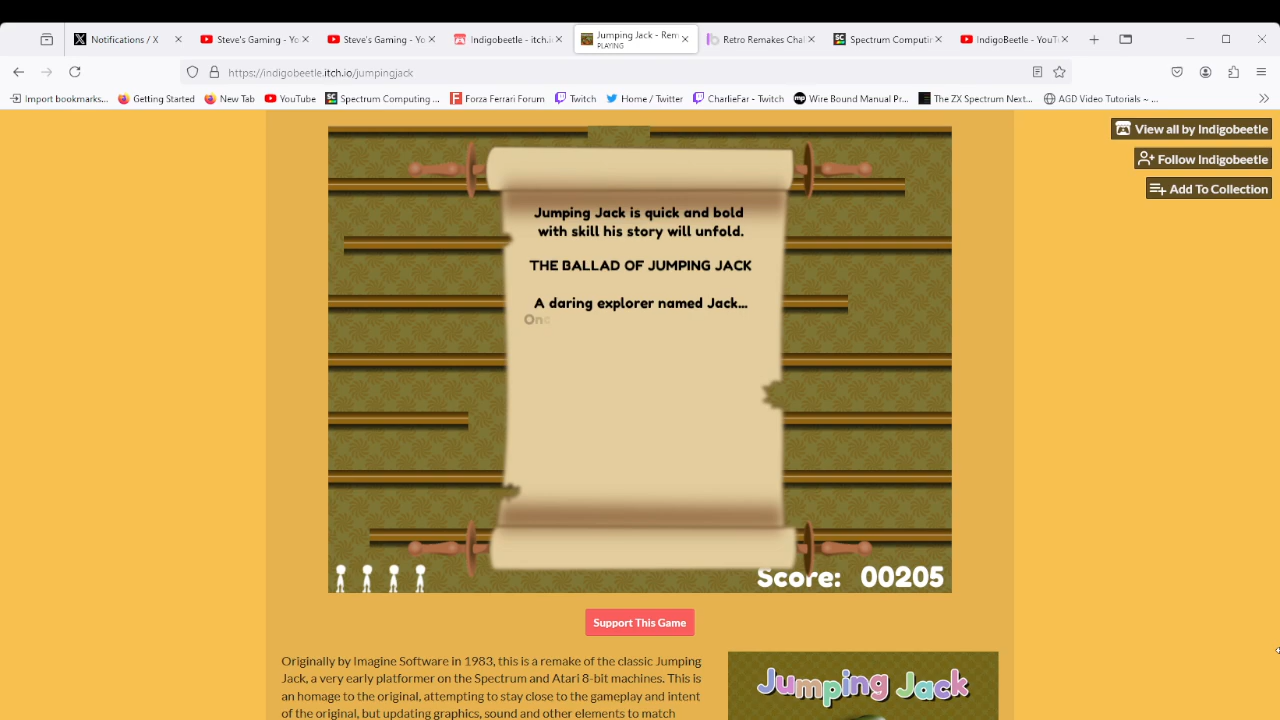 Notifications / X
Steve's Gaming - Yo
Steve's Gaming - Yo
Indigobeetle - itch.i
Jumping Jack - Rem
PLAYING
Retro Remakes Chal
Spectrum Computin
IndigoBeetle - YouT
https://indigobeetle.itch.io/jumpingjack
Import bookmarks...
Getting Started
New Tab
YouTube
Spectrum Computing ...
Forza Ferrari Forum
Twitch
Home / Twitter
CharlieFar - Twitch
Wire Bound Manual Pr...
The ZX Spectrum Next...
AGD Video Tutorials ~ ...
View all by Indigobeetle
Follow Indigobeetle
Add To Collection
Jumping Jack is quick and bold
with skill his story will unfold.
THE BALLAD OF JUMPING JACK
A daring explorer named Jack...
Onc
Score: 00205
Support This Game
Originally by Imagine Software in 1983, this is a remake of the classic Jumping
Jack, a very early platformer on the Spectrum and Atari 8-bit machines. This is
an homage to the original, attempting to stay close to the gameplay and intent
of the original, but updating graphics, sound and other elements to match
Jumping Jack